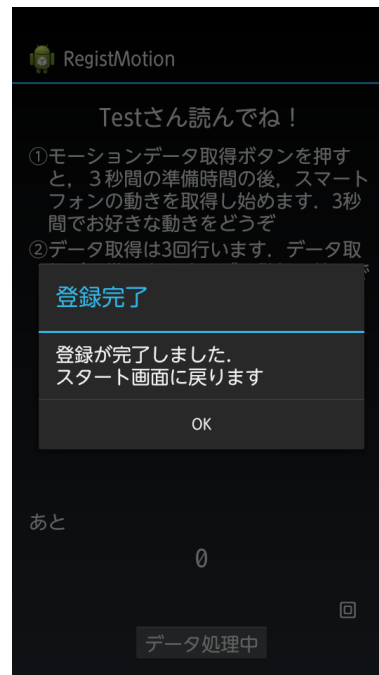 RegistMotion
Testさん読んでね！
①モーションデータ取得ボタンを押す
と，３秒間の準備時間の後，スマート
フォンの動きを取得し始めます．3秒
間でお好きな動きをどうぞ
②データ取得は3回行います．データ取
で
登録完了
登録が完了しました．
スタート画面に戻ります
OK
あと
0
データ処理中